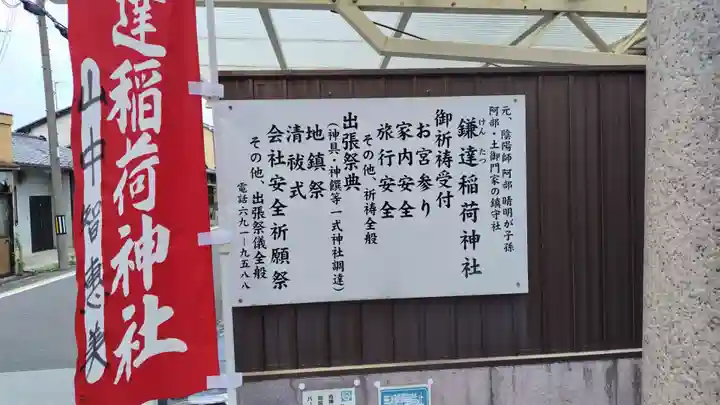 元、陰陽師 阿部 晴明が子孫
阿部・土御門家の鎮守社
鎌達稲荷神社
けん たつ
御祈祷受付
お宮参り
家内安全
旅行安全
その他、祈祷全般
出張祭典
(神具・神饌等一式神社調達)
地鎮祭
清祓式
会社安全祈願祭
その他、出張祭儀全般
電話六九一ー九五八八
達稲荷神社
山中智恵美